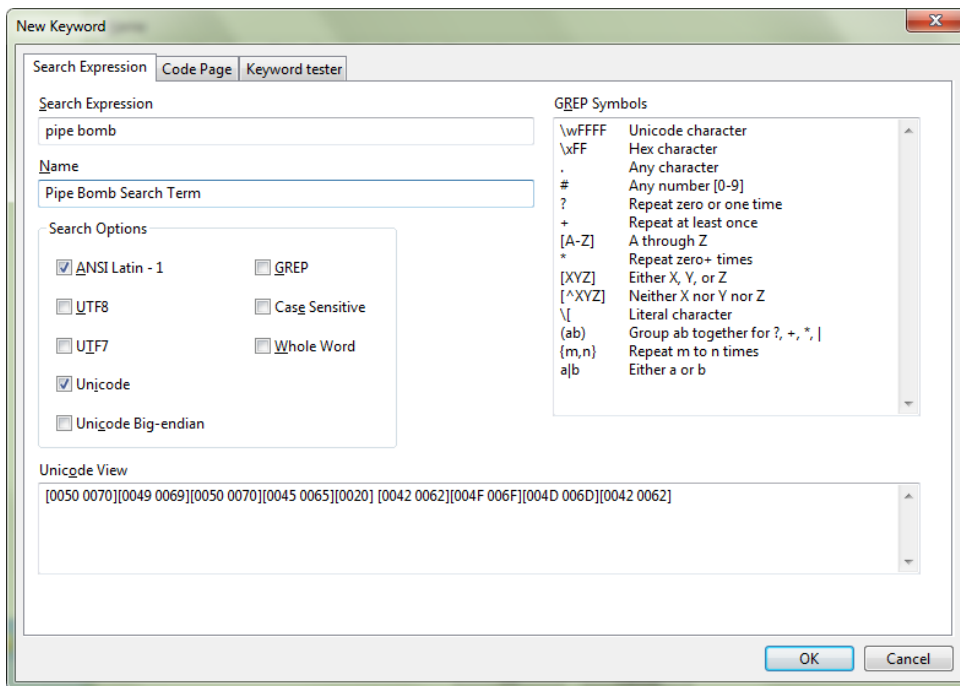 New Keyword
Search Expression Code Page Keyword tester
Search Expression
pipe bomb
Name
Pipe Bomb Search Term
Search Options
ANSI Latin - 1 GREP
UTF8 Case Sensitive
UTF7 Whole Word
Unicode
Unicode Big-endian
GREP Symbols
\wFFFF Unicode character
\xFF Hex character
. Any character
# Any number [0-9]
? Repeat zero or one time
+ Repeat at least once
[A-Z] A through Z
* Repeat zero+ times
[XYZ] Either X, Y, or Z
[^XYZ] Neither X nor Y nor Z
\[ Literal character
(ab) Group ab together for ?, +, *, |
{m,n} Repeat m to n times
a|b Either a or b
Unicode View
[0050 0070][0049 0069][0050 0070][0045 0065][0020] [0042 0062][004F 006F][004D 006D][0042 0062]
OK Cancel